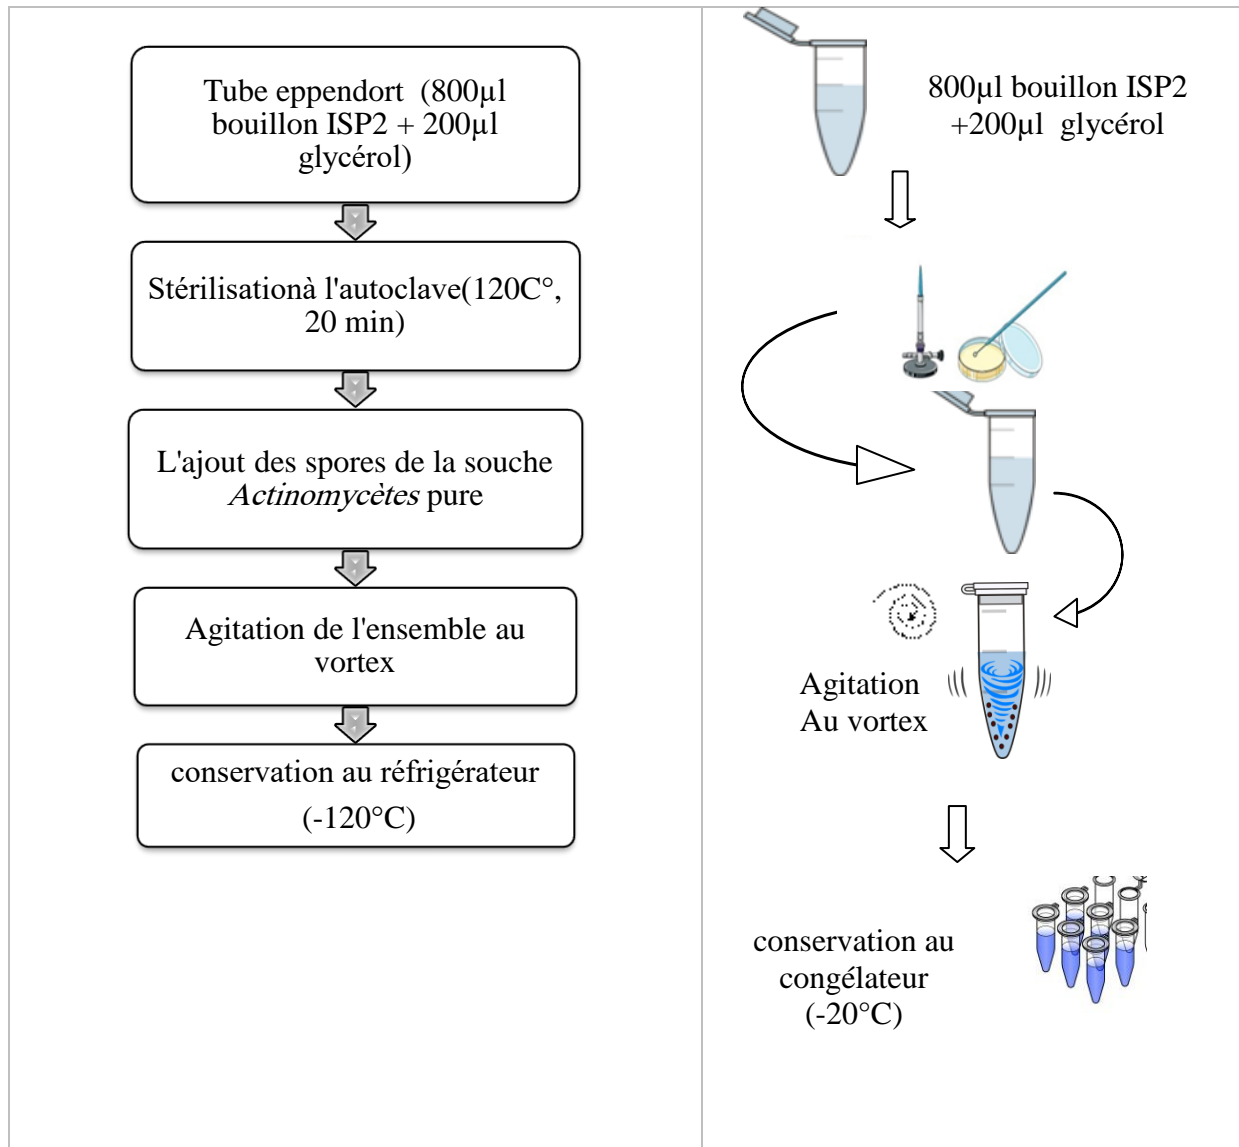 Tube eppendort (800µl
bouillon ISP2 + 200µl
glycérol)
Stérilisationà l'autoclave(120C°,
20 min)
L'ajout des spores de la souche
Actinomycètes pure
Agitation de l'ensemble au
vortex
conservation au réfrigérateur
(-120°C)
800µl bouillon ISP2
+200µl glycérol
Agitation
Au vortex
conservation au
congélateur
(-20°C)